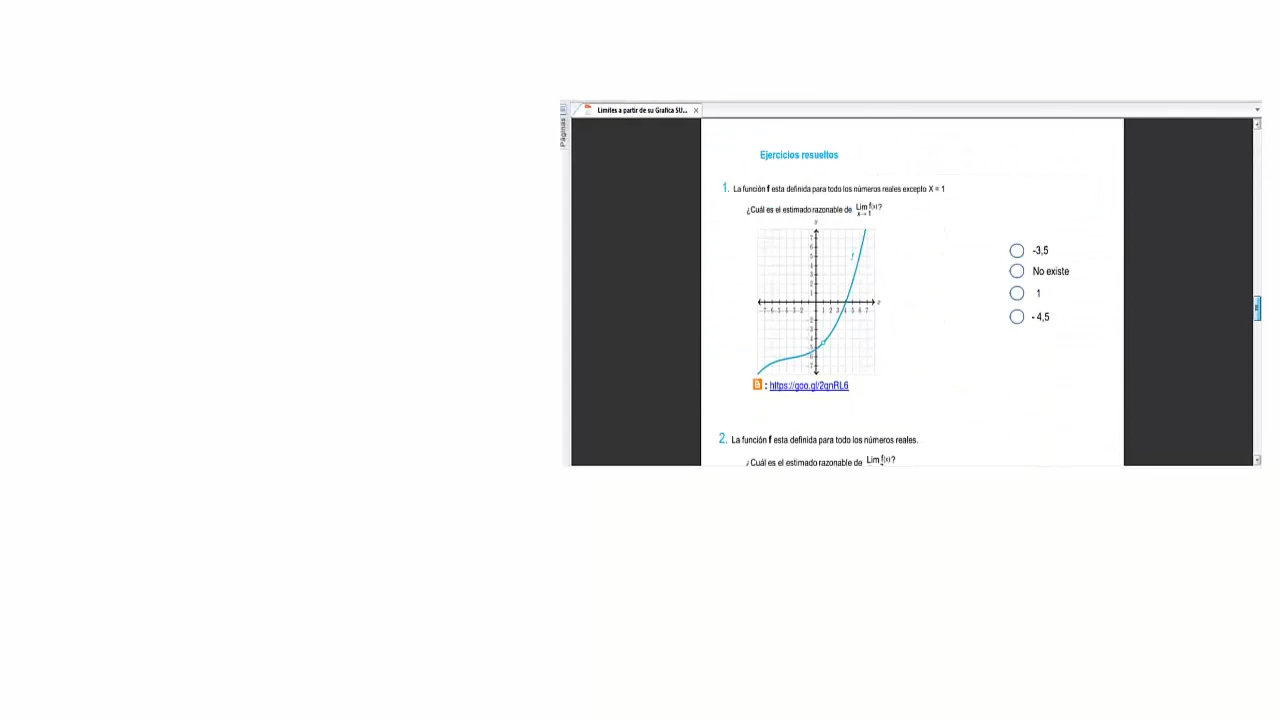 Limites a partir de su Grafica SU... x
Páginas
Ejercicios resueltos
1. La función f esta definida para todo los números reales excepto X = 1
¿Cuál es el estimado razonable de Lim f(x)?
x→ 1
y
f
x
-3,5
No existe
1
- 4,5
B : https://goo.gl/2qnRL6
2. La función f esta definida para todo los números reales.
¿Cuál es el estimado razonable de Lim f(x)?